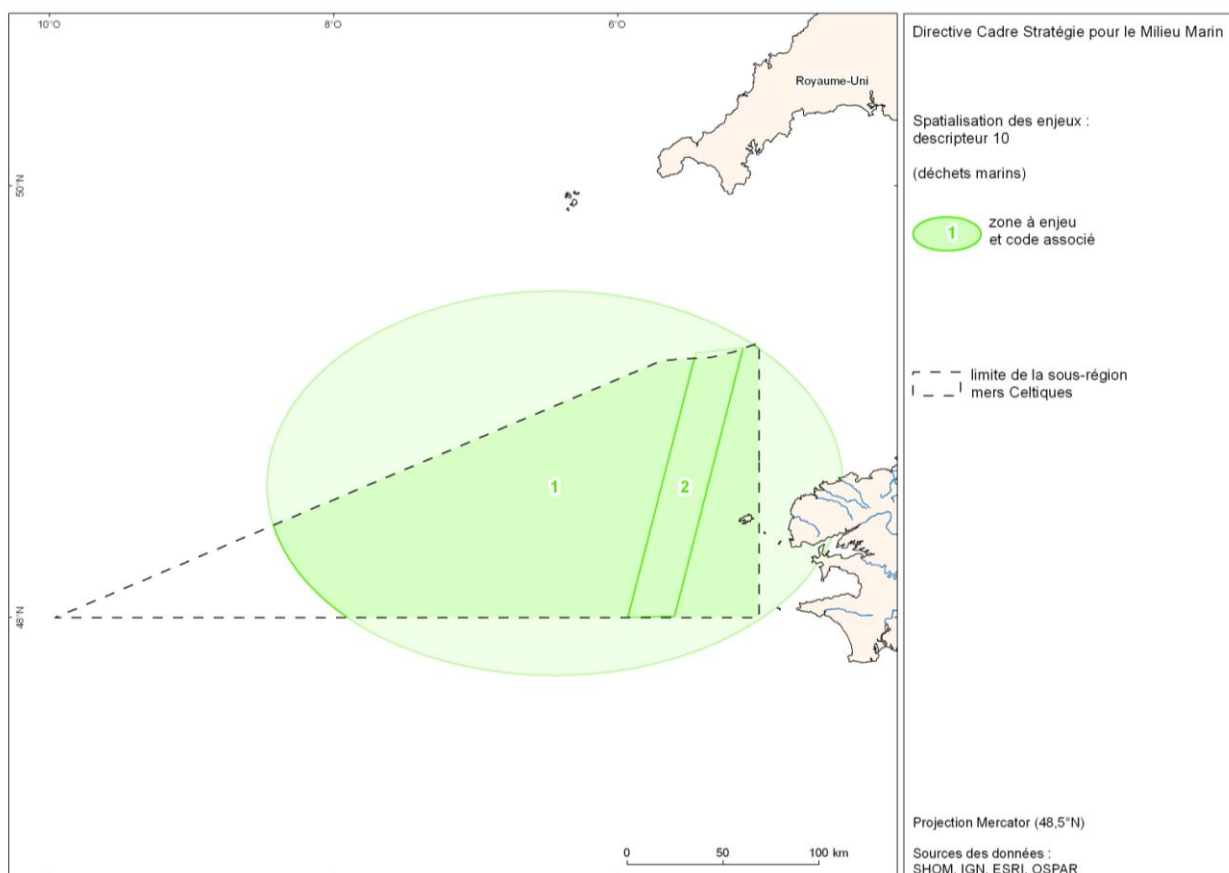 10°O
8°O
6°O
Royaume-Uni
50°N
48°N
1
2
0
50
100 km
Directive Cadre Stratégie pour le Milieu Marin
Spatialisation des enjeux :
descripteur 10
(déchets marins)
1
zone à enjeu
et code associé
limite de la sous-région
mers Celtiques
Projection Mercator (48,5°N)
Sources des données :
SHOM, IGN, ESRI, OSPAR